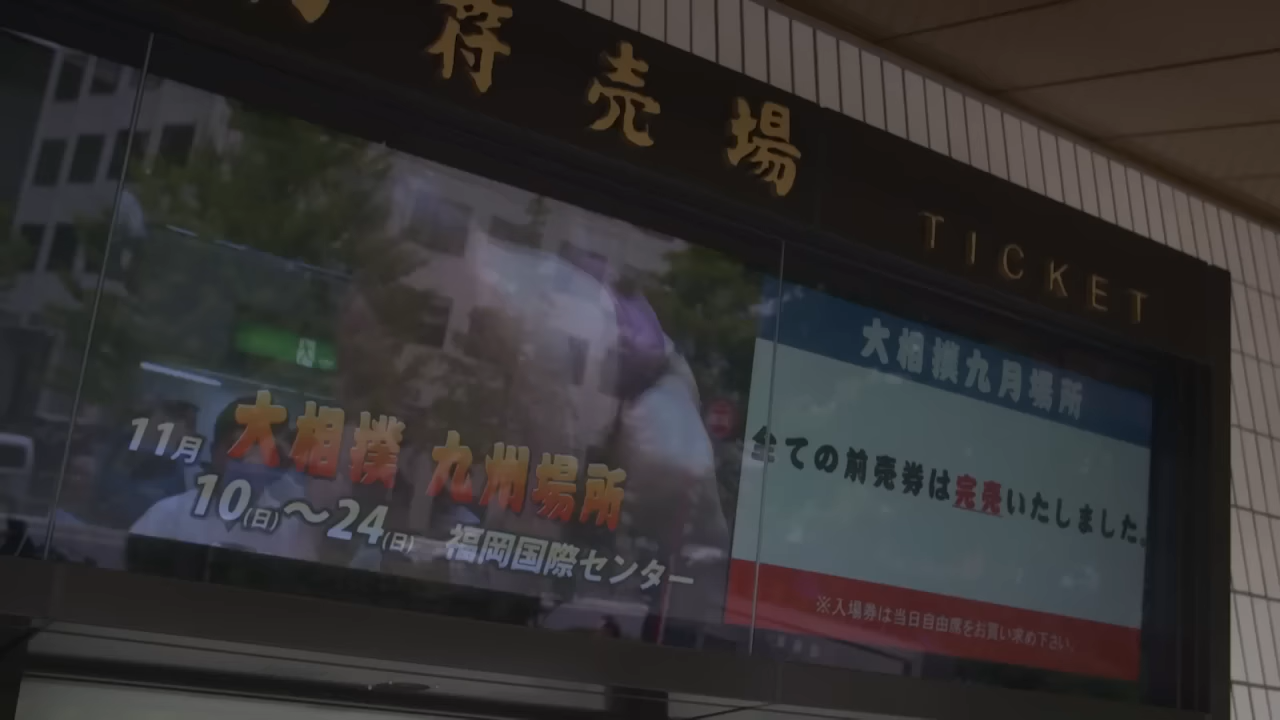 符売場
TICKET
11月 大相撲 九州場所
10(日)～24(日) 福岡国際センター
大相撲九月場所
全ての前売券は完売いたしました。
※入場券は当日自由席をお買い求め下さい。